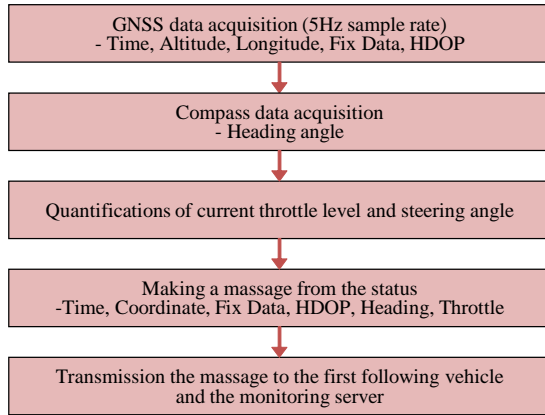 GNSS data acquisition (5Hz sample rate)
- Time, Altitude, Longitude, Fix Data, HDOP
Compass data acquisition
- Heading angle
Quantifications of current throttle level and steering angle
Making a massage from the status
-Time, Coordinate, Fix Data, HDOP, Heading, Throttle
Transmission the massage to the first following vehicle
and the monitoring server